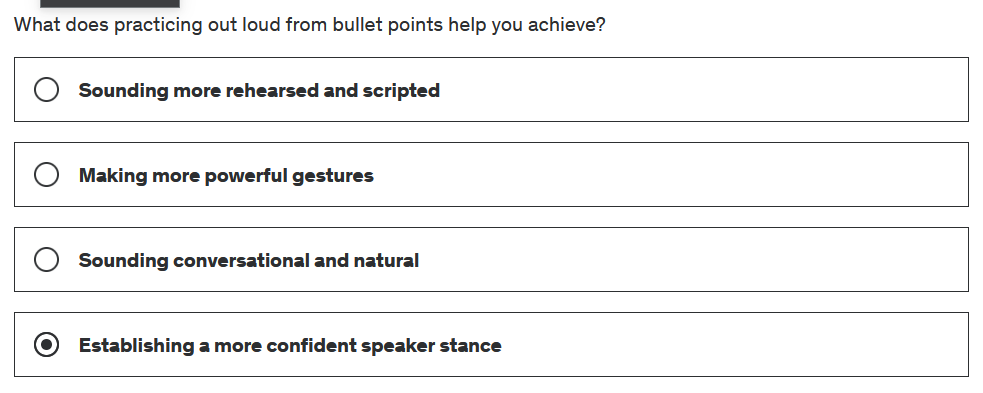 What does practicing out loud from bullet points help you achieve?
Sounding more rehearsed and scripted
Making more powerful gestures
Sounding conversational and natural
Establishing a more confident speaker stance